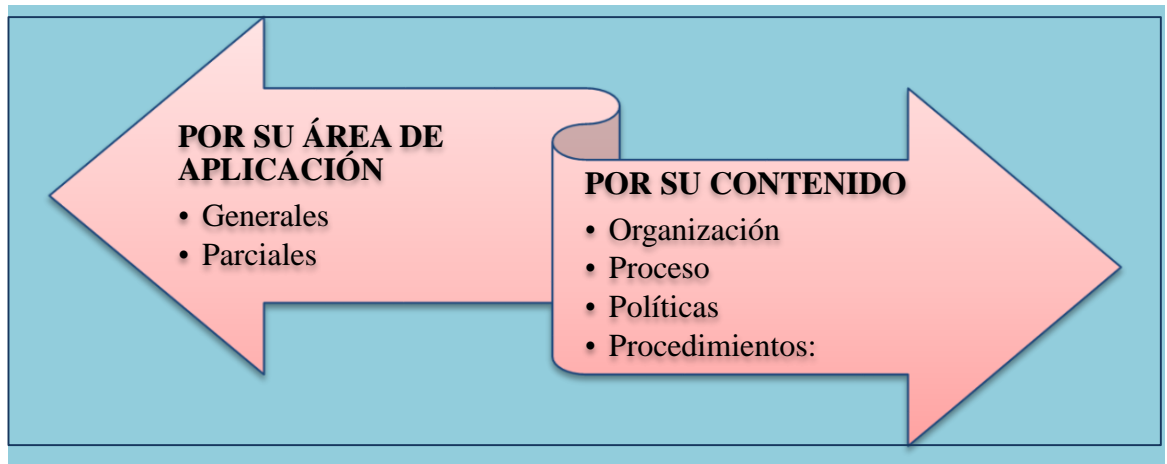 POR SU ÁREA DE
APLICACIÓN
• Generales
• Parciales
POR SU CONTENIDO
• Organización
• Proceso
• Políticas
• Procedimientos: